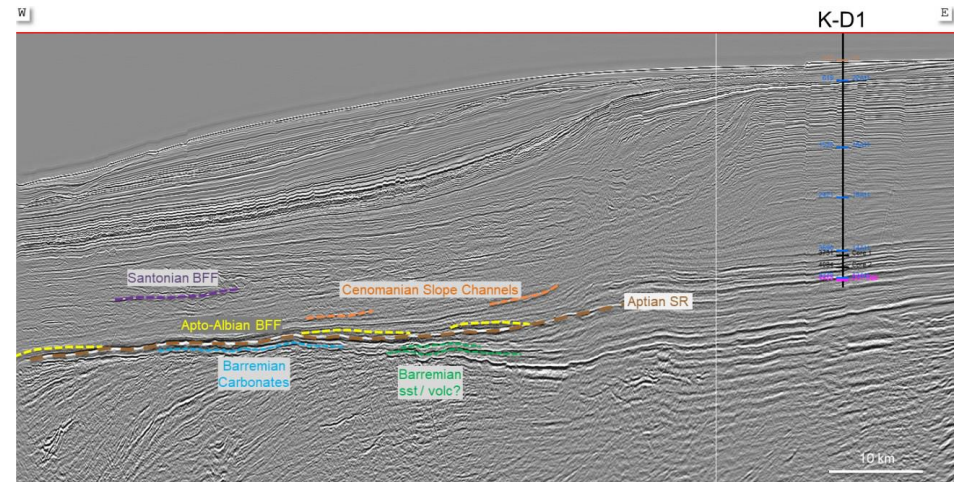 W
E
K-D1
Santonian BFF
Cenomanian Slope Channels
Aptian SR
Apto-Albian BFF
Barremian
Carbonates
Barremian
sst / volc?
10 km